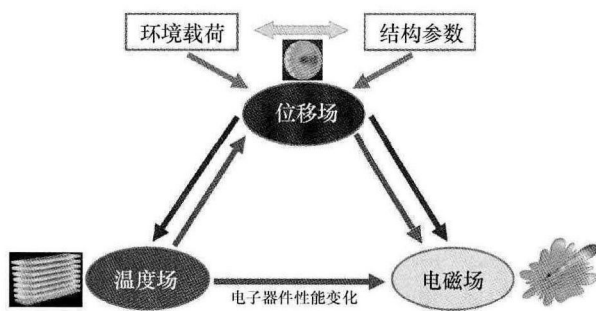 环境载荷
结构参数
位移场
温度场
电磁场
电子器件性能变化